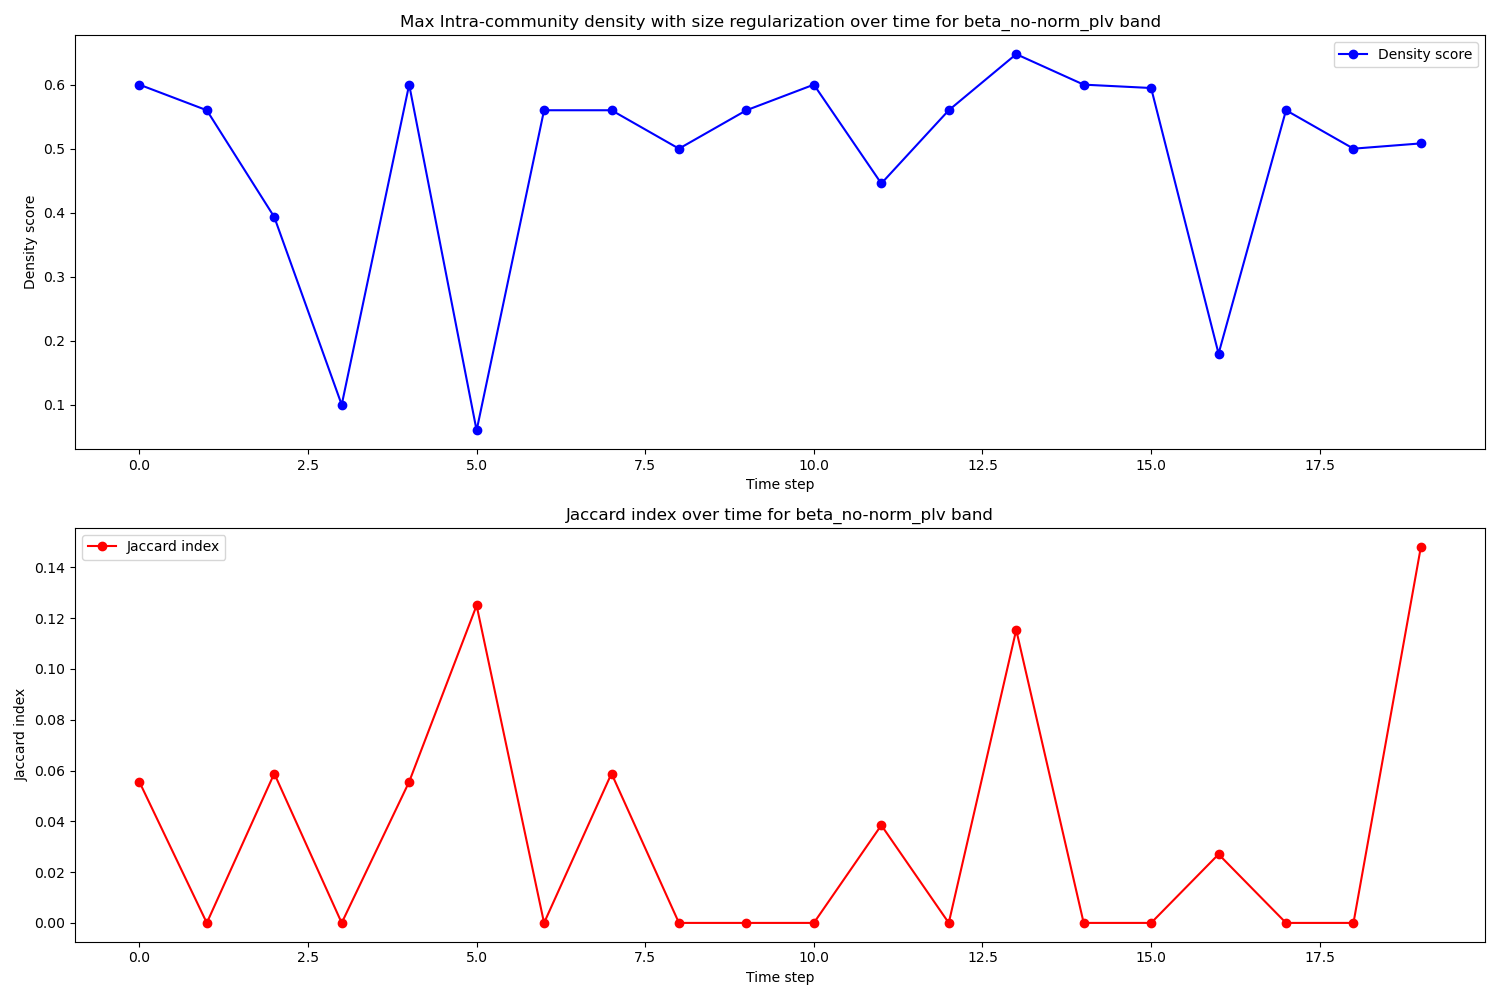 Max Intra-community density with size regularization over time for beta_no-norm_plv band
Density score
Density score
0.6
0.5
0.4
0.3
0.2
0.1
0.0 2.5 5.0 7.5 10.0 12.5 15.0 17.5
Time step
Jaccard index over time for beta_no-norm_plv band
Jaccard index
Jaccard index
0.14
0.12
0.10
0.08
0.06
0.04
0.02
0.00
0.0 2.5 5.0 7.5 10.0 12.5 15.0 17.5
Time step